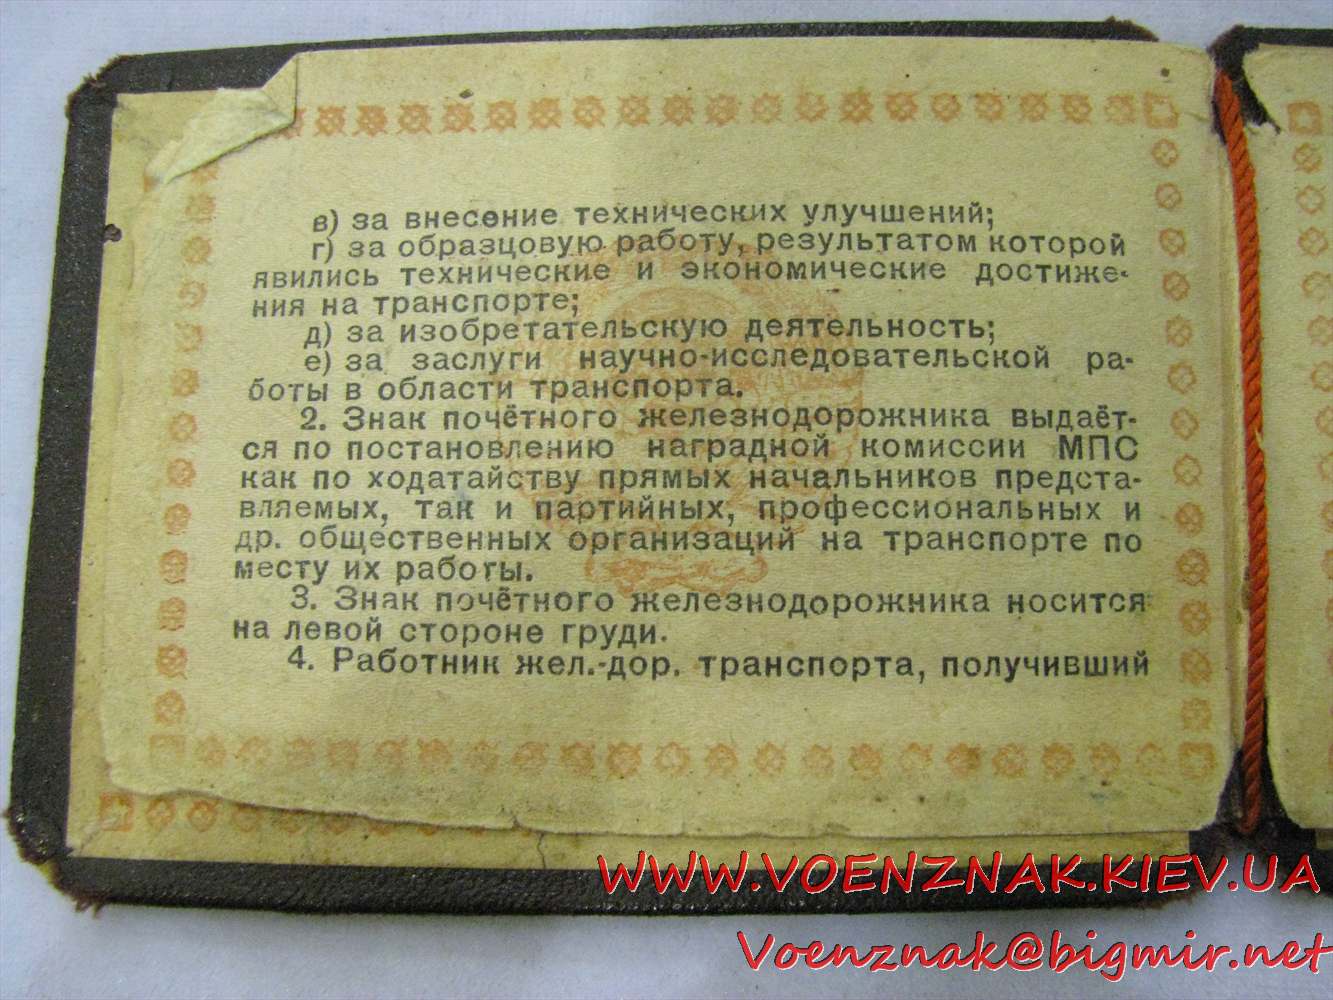 в) за внесение технических улучшений;
г) за образцовую работу, результатом которой
явились технические и экономические достиже-
ния на транспорте;
д) за изобретательскую деятельность;
е) за заслуги научно-исследовательской ра-
боты в области транспорта.
2. Знак почётного железнодорожника выдаёт-
ся по постановлению наградной комиссии МПС
как по ходатайству прямых начальников предста-
вляемых, так и партийных, профессиональных и
др. общественных организаций на транспорте по
месту их работы.
3. Знак почётного железнодорожника носится
на левой стороне груди.
4. Работник жел.-дор. транспорта, получивший
WWW.VOENZNAK.KIEV.UA
Voenznak@bigmir.net